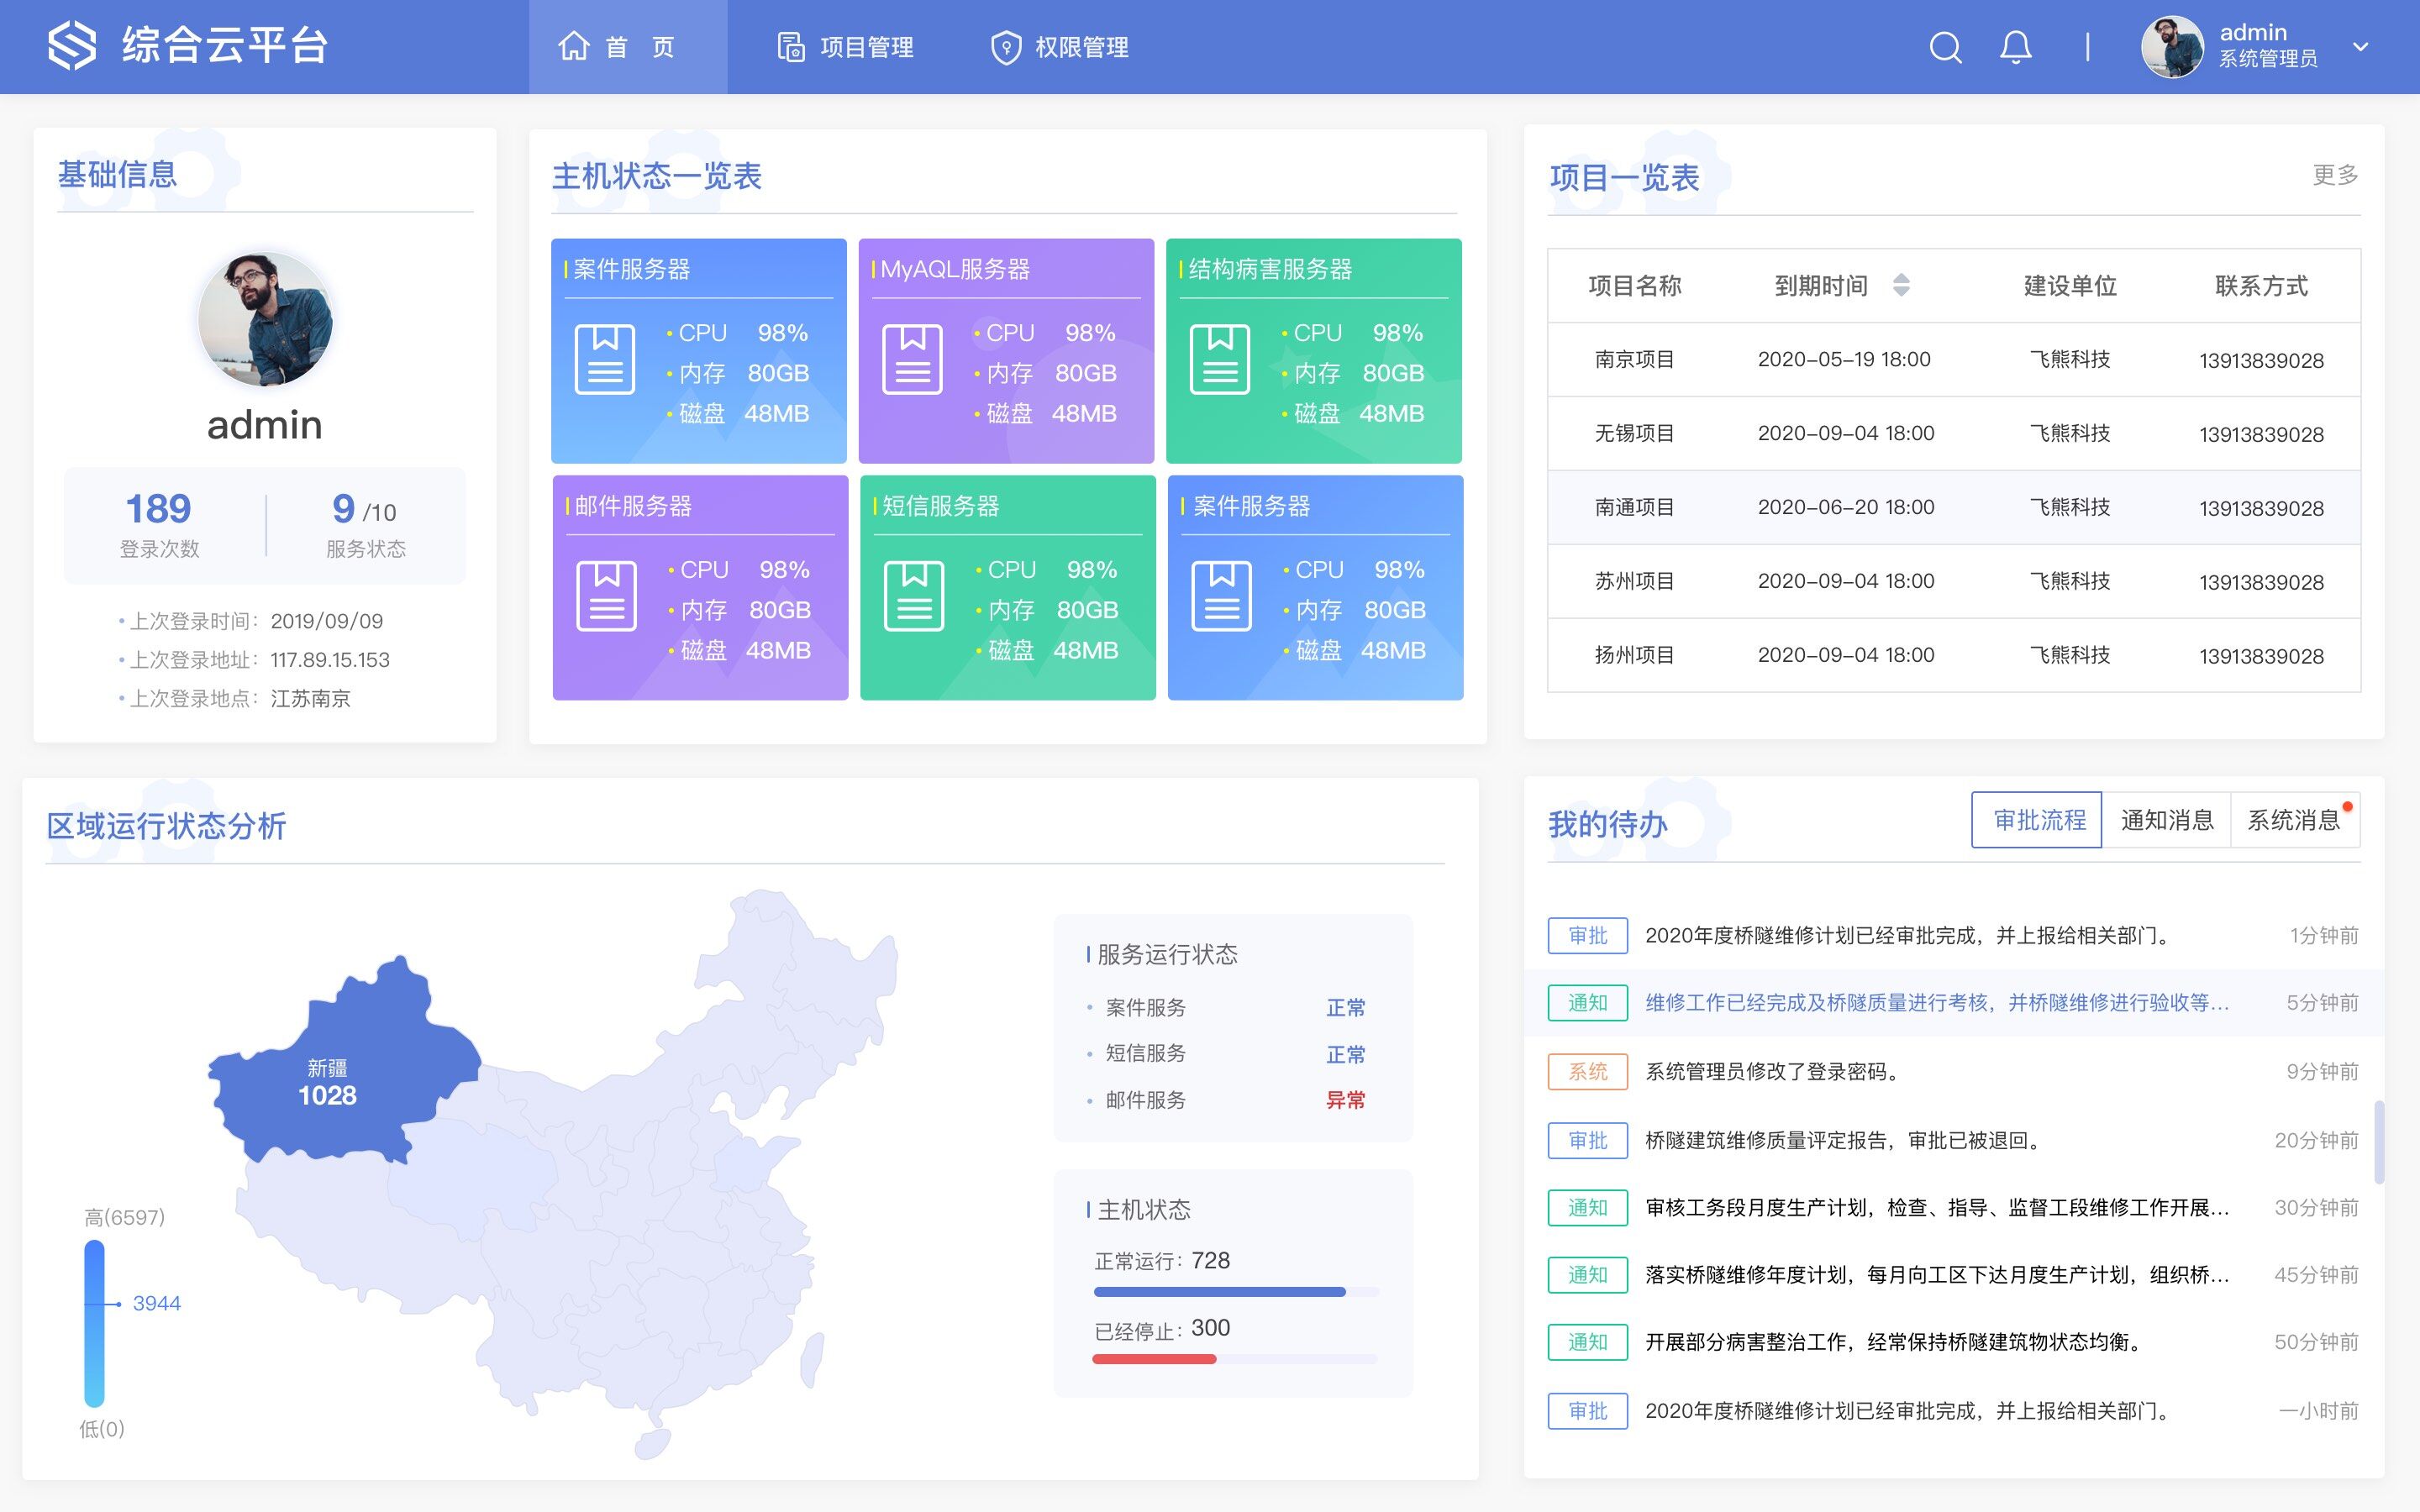 综合云平台
首 页
项目管理
权限管理
admin
系统管理员
基础信息
admin
189
登录次数
9 /10
服务状态
上次登录时间： 2019/09/09
上次登录地址： 117.89.15.153
上次登录地点： 江苏南京
主机状态一览表
案件服务器
CPU 98%
内存 80GB
磁盘 48MB
MyAQL服务器
CPU 98%
内存 80GB
磁盘 48MB
结构病害服务器
CPU 98%
内存 80GB
磁盘 48MB
邮件服务器
CPU 98%
内存 80GB
磁盘 48MB
短信服务器
CPU 98%
内存 80GB
磁盘 48MB
案件服务器
CPU 98%
内存 80GB
磁盘 48MB
项目一览表
更多
项目名称 到期时间 建设单位 联系方式
南京项目 2020-05-19 18:00 飞熊科技 13913839028
无锡项目 2020-09-04 18:00 飞熊科技 13913839028
南通项目 2020-06-20 18:00 飞熊科技 13913839028
苏州项目 2020-09-04 18:00 飞熊科技 13913839028
扬州项目 2020-09-04 18:00 飞熊科技 13913839028
区域运行状态分析
新疆
1028
高(6597)
3944
低(0)
服务运行状态
案件服务 正常
短信服务 正常
邮件服务 异常
主机状态
正常运行： 728
已经停止： 300
我的待办
审批流程 通知消息 系统消息
审批 2020年度桥隧维修计划已经审批完成，并上报给相关部门。 1分钟前
通知 维修工作已经完成及桥隧质量进行考核，并桥隧维修进行验收等... 5分钟前
系统 系统管理员修改了登录密码。 9分钟前
审批 桥隧建筑维修质量评定报告，审批已被退回。 20分钟前
通知 审核工务段月度生产计划，检查、指导、监督工段维修工作开展... 30分钟前
通知 落实桥隧维修年度计划，每月向工区下达月度生产计划，组织桥... 45分钟前
通知 开展部分病害整治工作，经常保持桥隧建筑物状态均衡。 50分钟前
审批 2020年度桥隧维修计划已经审批完成，并上报给相关部门。 一小时前